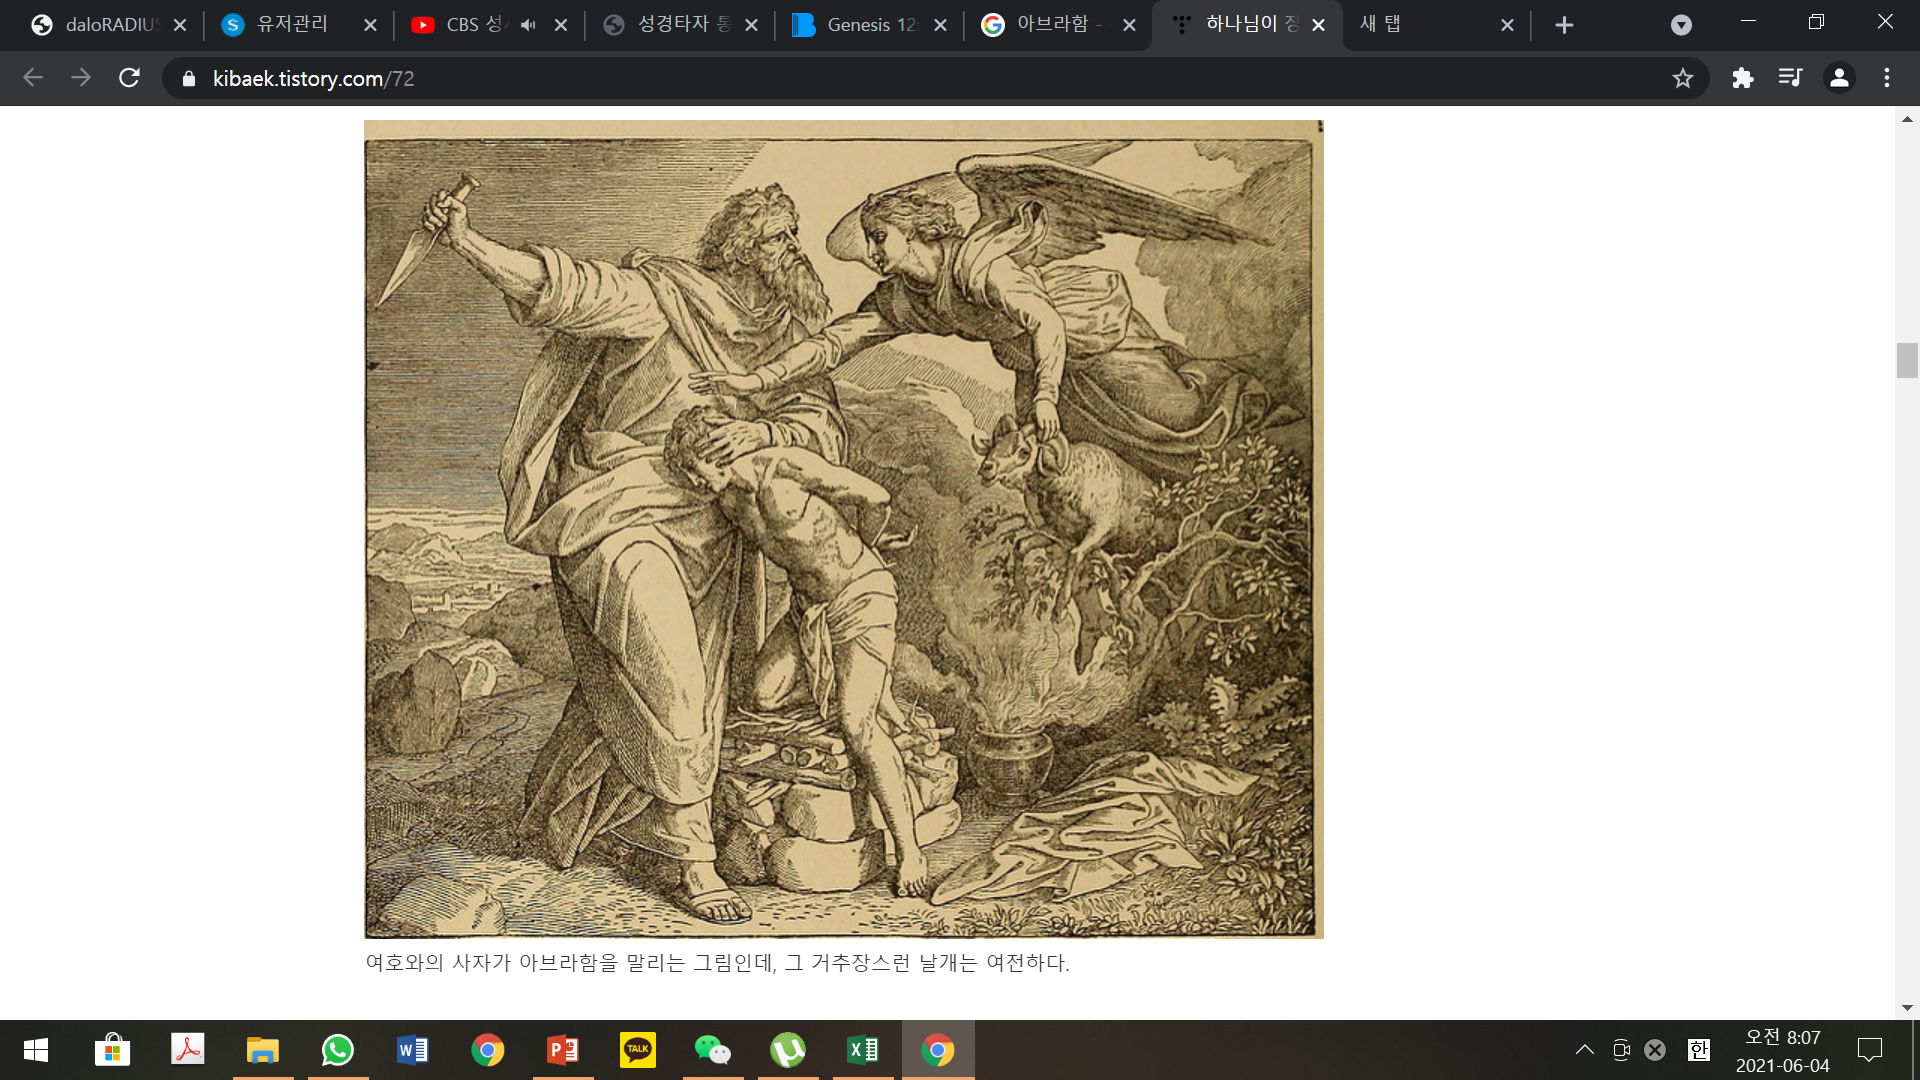 daloRADIUS
유저관리
CBS 성
성경타자 통
Genesis 12:
아브라함 -
하나님이 정
새 탭
kibaek.tistory.com/72
여호와의 사자가 아브라함을 말리는 그림인데, 그 거추장스런 날개는 여전하다.
TALK
한
오전 8:07
2021-06-04